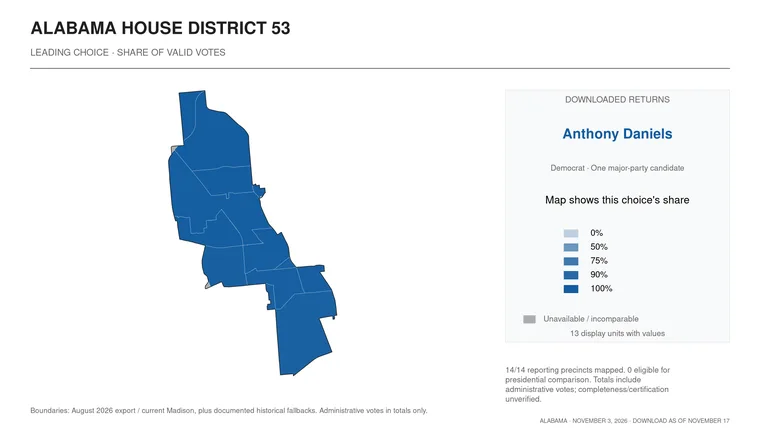 ALABAMA HOUSE DISTRICT 53
LEADING CHOICE · SHARE OF VALID VOTES
DOWNLOADED RETURNS
Anthony Daniels
Democrat · One major-party candidate
Map shows this choice's share
0%
50%
75%
90%
100%
Unavailable / incomparable
13 display units with values
14/14 reporting precincts mapped. 0 eligible for
presidential comparison. Totals include
administrative votes; completeness/certification
unverified.
Boundaries: August 2026 export / current Madison, plus documented historical fallbacks. Administrative votes in totals only.
ALABAMA · NOVEMBER 3, 2026 · DOWNLOAD AS OF NOVEMBER 17